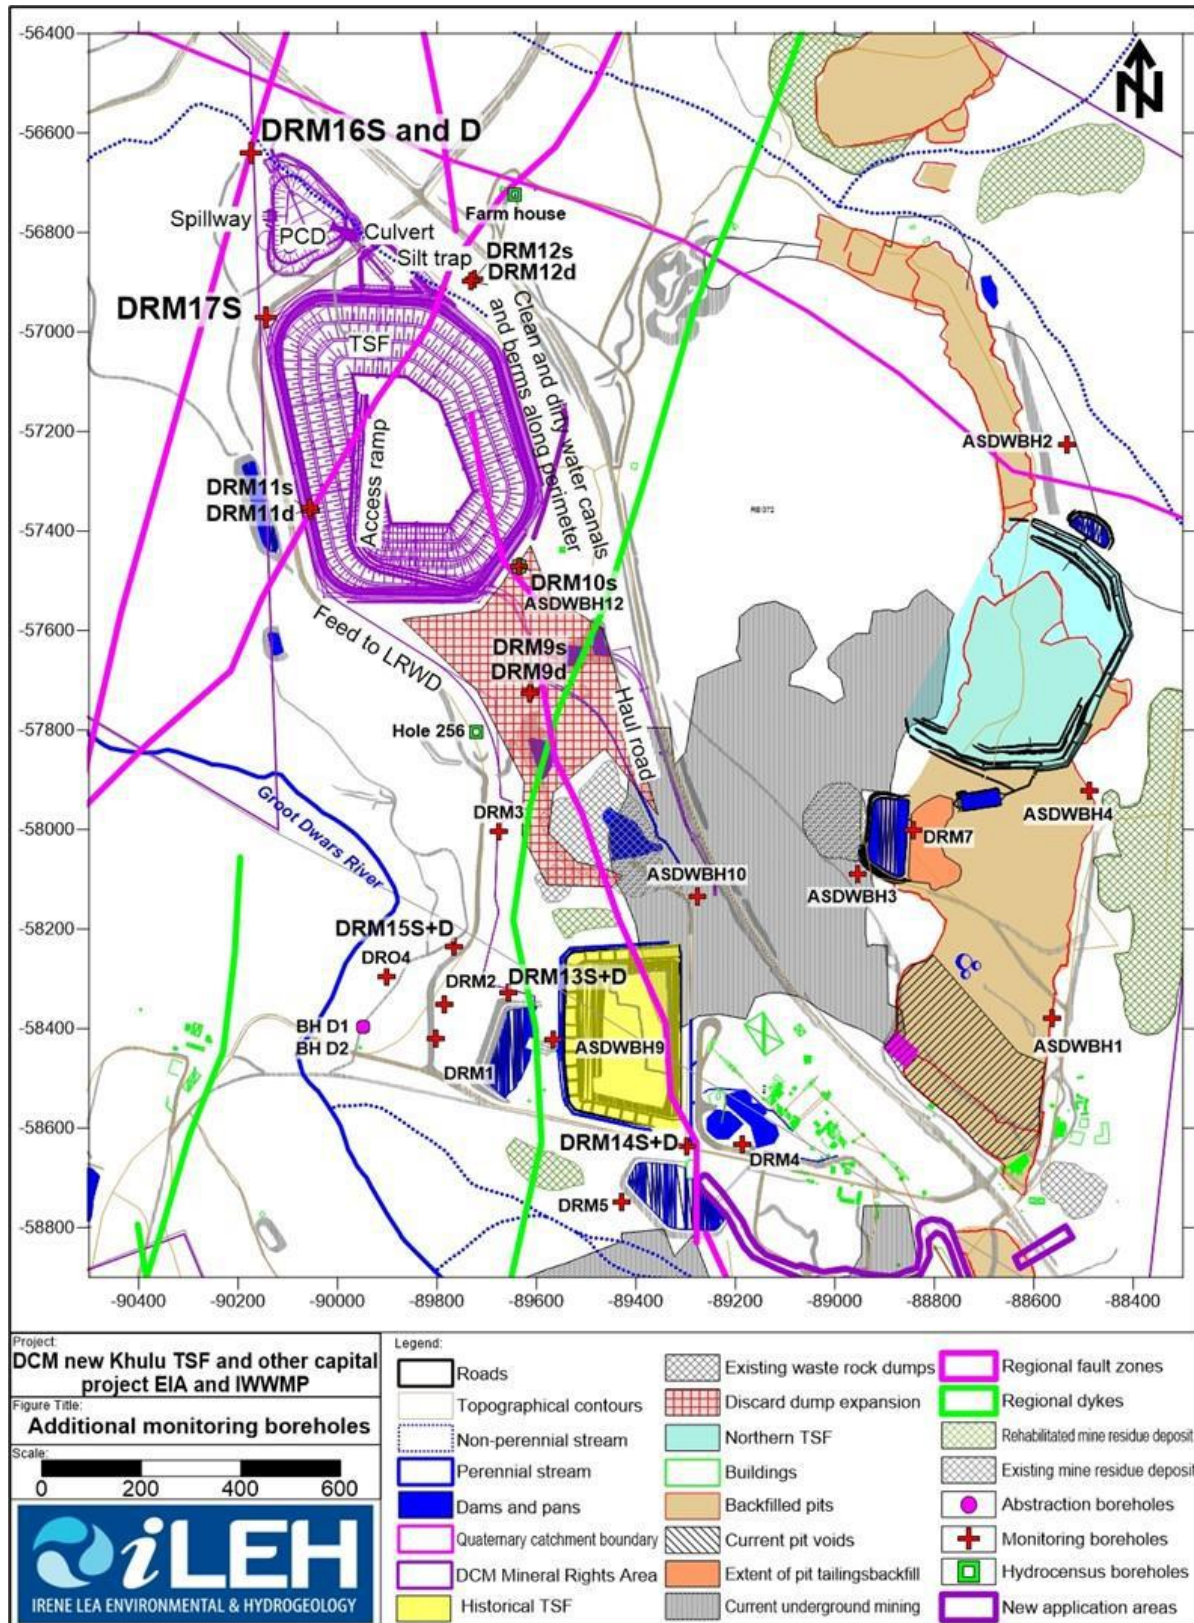 -56400
-56600
DRM16S and D
Spillway
PCD
Culvert
Silt trap
Farm house
-56800
DRM12s
DRM12d
DRM17S
-57000
TSF
Clean and dirty water canals
and berms along perimeter
Access ramp
-57200
ASDWBH2
DRM11s
DRM11d
-57400
DRM10s
ASDWBH12
-57600
Feed to LRWD
DRM9s
DRM9d
Haul road
Hole 256
-57800
Groot Dwars River
DRM3
ASDWBH4
-58000
DRM7
ASDWBH10
ASDWBH3
-58200
DRM15S+D
DRO4
DRM2
DRM13S+D
BH D1
BH D2
-58400
ASDWBH9
ASDWBH1
DRM1
-58600
DRM14S+D
DRM4
DRM5
-58800
-90400 -90200 -90000 -89800 -89600 -89400 -89200 -89000 -88800 -88600 -88400
Project:
DCM new Khulu TSF and other capital
project EIA and IWWMP
Figure Title:
Additional monitoring boreholes
Scale:
0 200 400 600
iLEH
IRENE LEA ENVIRONMENTAL & HYDROGEOLOGY
Legend:
Roads
Topographical contours
Non-perennial stream
Perennial stream
Dams and pans
Quaternary catchment boundary
DCM Mineral Rights Area
Historical TSF
Existing waste rock dumps
Discard dump expansion
Northern TSF
Buildings
Backfilled pits
Current pit voids
Extent of pit tailingsbackfill
Current underground mining
Regional fault zones
Regional dykes
Rehabilitated mine residue deposit
Existing mine residue deposit
Abstraction boreholes
Monitoring boreholes
Hydrocensus boreholes
New application areas